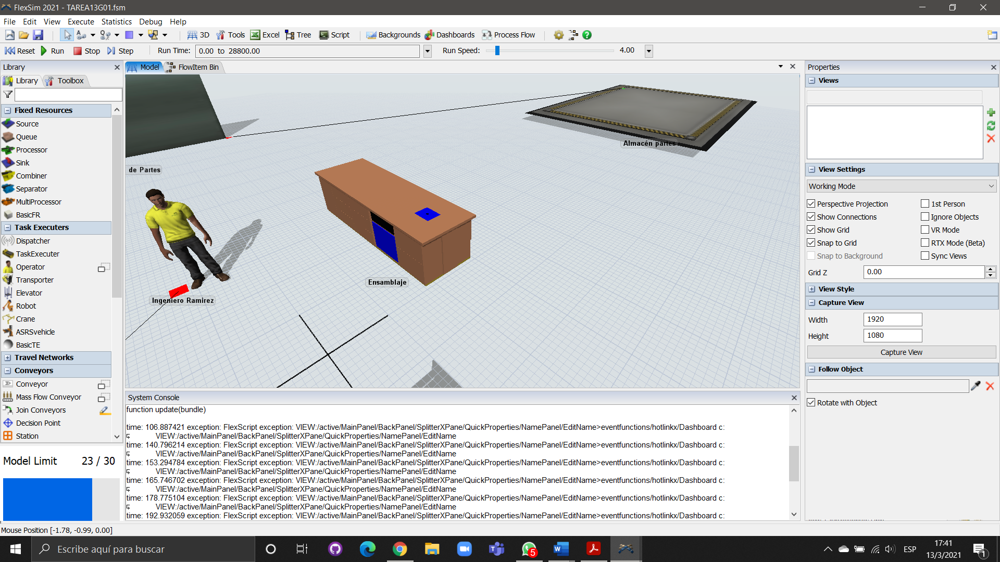 FlexSim 2021 - TAREA13G01.fsm
File Edit View Execute Statistics Debug Help
3D Tools Excel Tree Script Backgrounds Dashboards Process Flow
Reset Run Stop Step Run Time: 0.00 to 28800.00 Run Speed: 4.00
Library
Library Toolbox
Fixed Resources
Source
Queue
Processor
Sink
Combiner
Separator
MultiProcessor
BasicFR
Task Executers
Dispatcher
TaskExecuter
Operator
Transporter
Elevator
Robot
Crane
ASRSvehicle
BasicTE
Travel Networks
Conveyors
Conveyor
Mass Flow Conveyor
Join Conveyors
Decision Point
Station
Model Limit 23 / 30
Model FlowItem Bin
Almacén partes
de Partes
Ensamblaje
Ingeniero Ramirez
System Console
function update(bundle)
time: 106.887421 exception: FlexScript exception: VIEW:/active/MainPanel/BackPanel/SplitterXPane/QuickProperties/NamePanel/EditName>eventfunctions/hotlinkx/Dashboard c:
VIEW:/active/MainPanel/BackPanel/SplitterXPane/QuickProperties/NamePanel/EditName
time: 140.796214 exception: FlexScript exception: VIEW:/active/MainPanel/BackPanel/SplitterXPane/QuickProperties/NamePanel/EditName>eventfunctions/hotlinkx/Dashboard c:
VIEW:/active/MainPanel/BackPanel/SplitterXPane/QuickProperties/NamePanel/EditName
time: 153.294784 exception: FlexScript exception: VIEW:/active/MainPanel/BackPanel/SplitterXPane/QuickProperties/NamePanel/EditName>eventfunctions/hotlinkx/Dashboard c:
VIEW:/active/MainPanel/BackPanel/SplitterXPane/QuickProperties/NamePanel/EditName
time: 165.746702 exception: FlexScript exception: VIEW:/active/MainPanel/BackPanel/SplitterXPane/QuickProperties/NamePanel/EditName>eventfunctions/hotlinkx/Dashboard c:
VIEW:/active/MainPanel/BackPanel/SplitterXPane/QuickProperties/NamePanel/EditName
time: 178.775104 exception: FlexScript exception: VIEW:/active/MainPanel/BackPanel/SplitterXPane/QuickProperties/NamePanel/EditName>eventfunctions/hotlinkx/Dashboard c:
VIEW:/active/MainPanel/BackPanel/SplitterXPane/QuickProperties/NamePanel/EditName
time: 192.932059 exception: FlexScript exception: VIEW:/active/MainPanel/BackPanel/SplitterXPane/QuickProperties/NamePanel/EditName>eventfunctions/hotlinkx/Dashboard c:
Properties
Views
View Settings
Working Mode
Perspective Projection 1st Person
Show Connections Ignore Objects
Show Grid VR Mode
Snap to Grid RTX Mode (Beta)
Snap to Background Sync Views
Grid Z 0.00
View Style
Capture View
Width 1920
Height 1080
Capture View
Follow Object
Rotate with Object
Mouse Position [-1.78, -0.99, 0.00]
Escribe aquí para buscar
5
ESP
17:41
13/3/2021
1